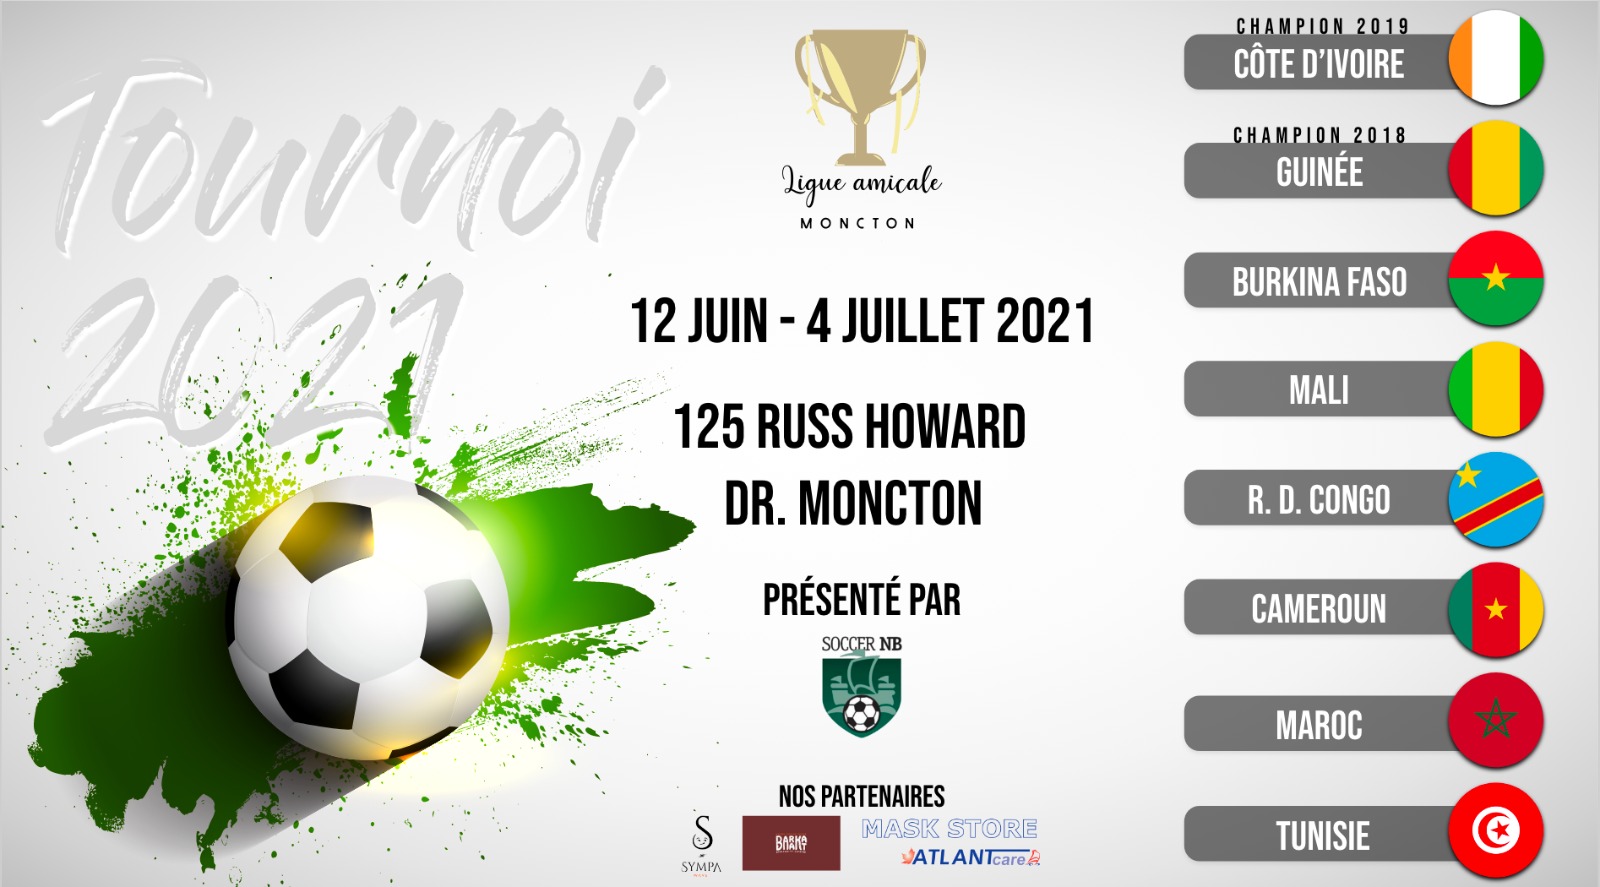 Tournoi
2021
Ligue amicale
MONCTON
12 JUIN - 4 JUILLET 2021
125 RUSS HOWARD
DR. MONCTON
PRÉSENTÉ PAR
SOCCER NB
NOS PARTENAIRES
S
SYMPA
MASK STORE
ATLANTcare
CHAMPION 2019
CÔTE D'IVOIRE
CHAMPION 2018
GUINÉE
BURKINA FASO
MALI
R. D. CONGO
CAMEROUN
MAROC
TUNISIE